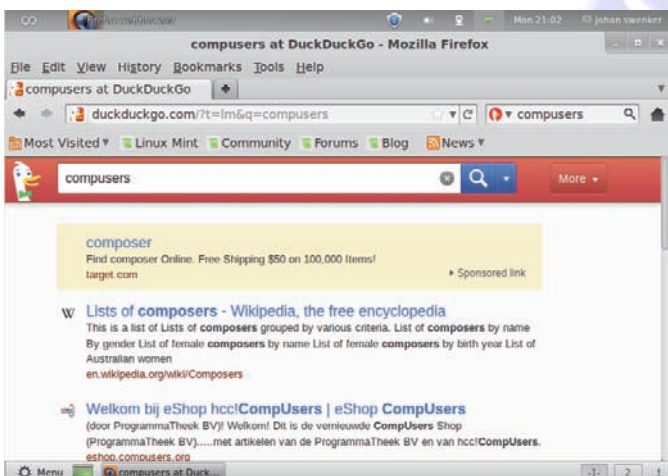 Mon 21:02 johan swenker
compusers at DuckDuckGo - Mozilla Firefox
File Edit View History Bookmarks Tools Help
compusers at DuckDuckGo
duckduckgo.com/?t=lm&q=compusers compusers
Most Visited Linux Mint Community Forums Blog News
compusers More
composer
Find composer Online. Free Shipping $50 on 100,000 Items!
target.com Sponsored link
W Lists of composers - Wikipedia, the free encyclopedia
This is a list of Lists of composers grouped by various criteria. List of composers by name
By gender List of female composers by name List of female composers by birth year List of
Australian women
en.wikipedia.org/wiki/Composers
Welkom bij eShop hcc!CompUsers | eShop CompUsers
(door ProgrammaTheek BV)! Welkom! Dit is de vernieuwde CompUsers Shop
(ProgrammaTheek BV).....met artikelen van de ProgrammaTheek BV en van hcc!CompUsers.
eshop.compusers.org
Menu compusers at Duck... -1- 2